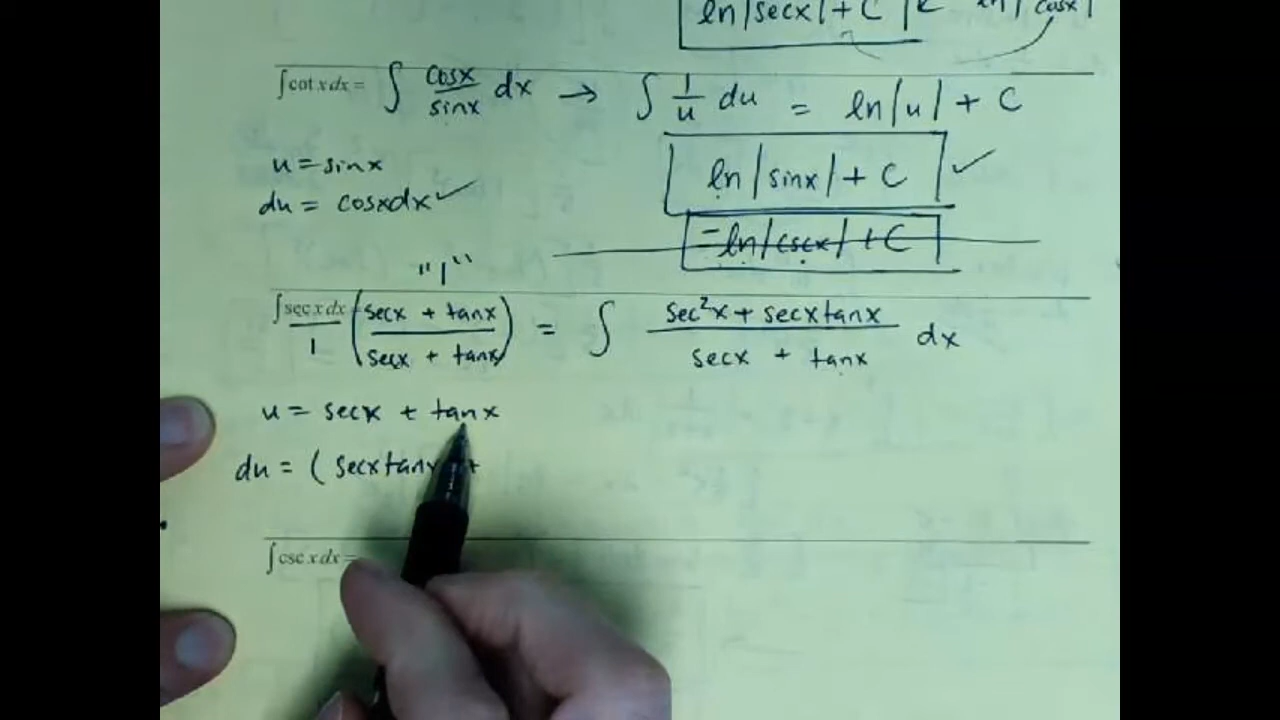 ln|secx| + C
∫cot x dx = ∫ cosx/sinx dx → ∫ 1/u du = ln|u| + C
u = sinx
ln|sinx| + C ✓
du = cosxdx ✓
-ln|cscx| + C
"1"
∫sec x dx/1 (secx + tanx/secx + tanx) = ∫ sec²x + secxtanx/secx + tanx dx
u = secx + tanx
du = (secxtanx +
∫csc x dx =